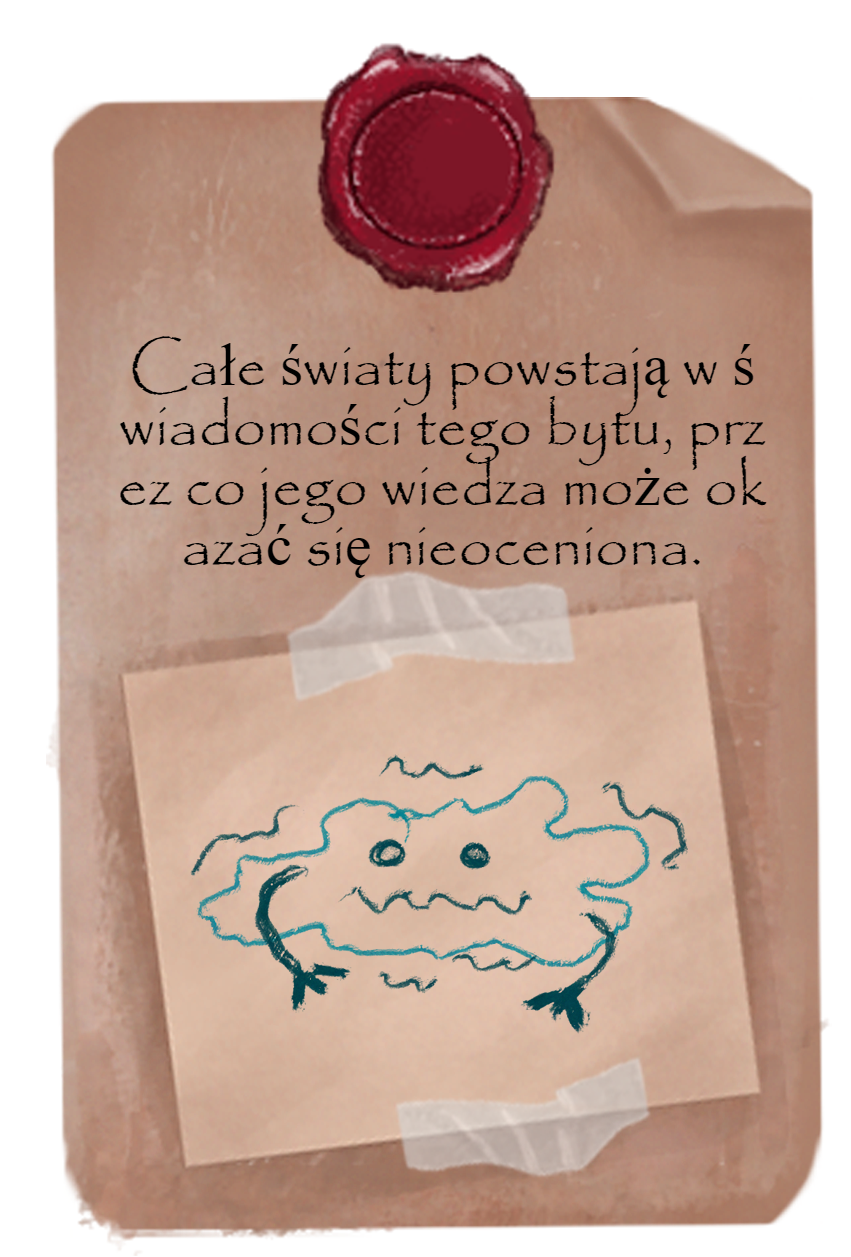 Całe światy powstają w ś
wiadomości tego bytu, prz
ez co jego wiedza może ok
azać się nieoceniona.